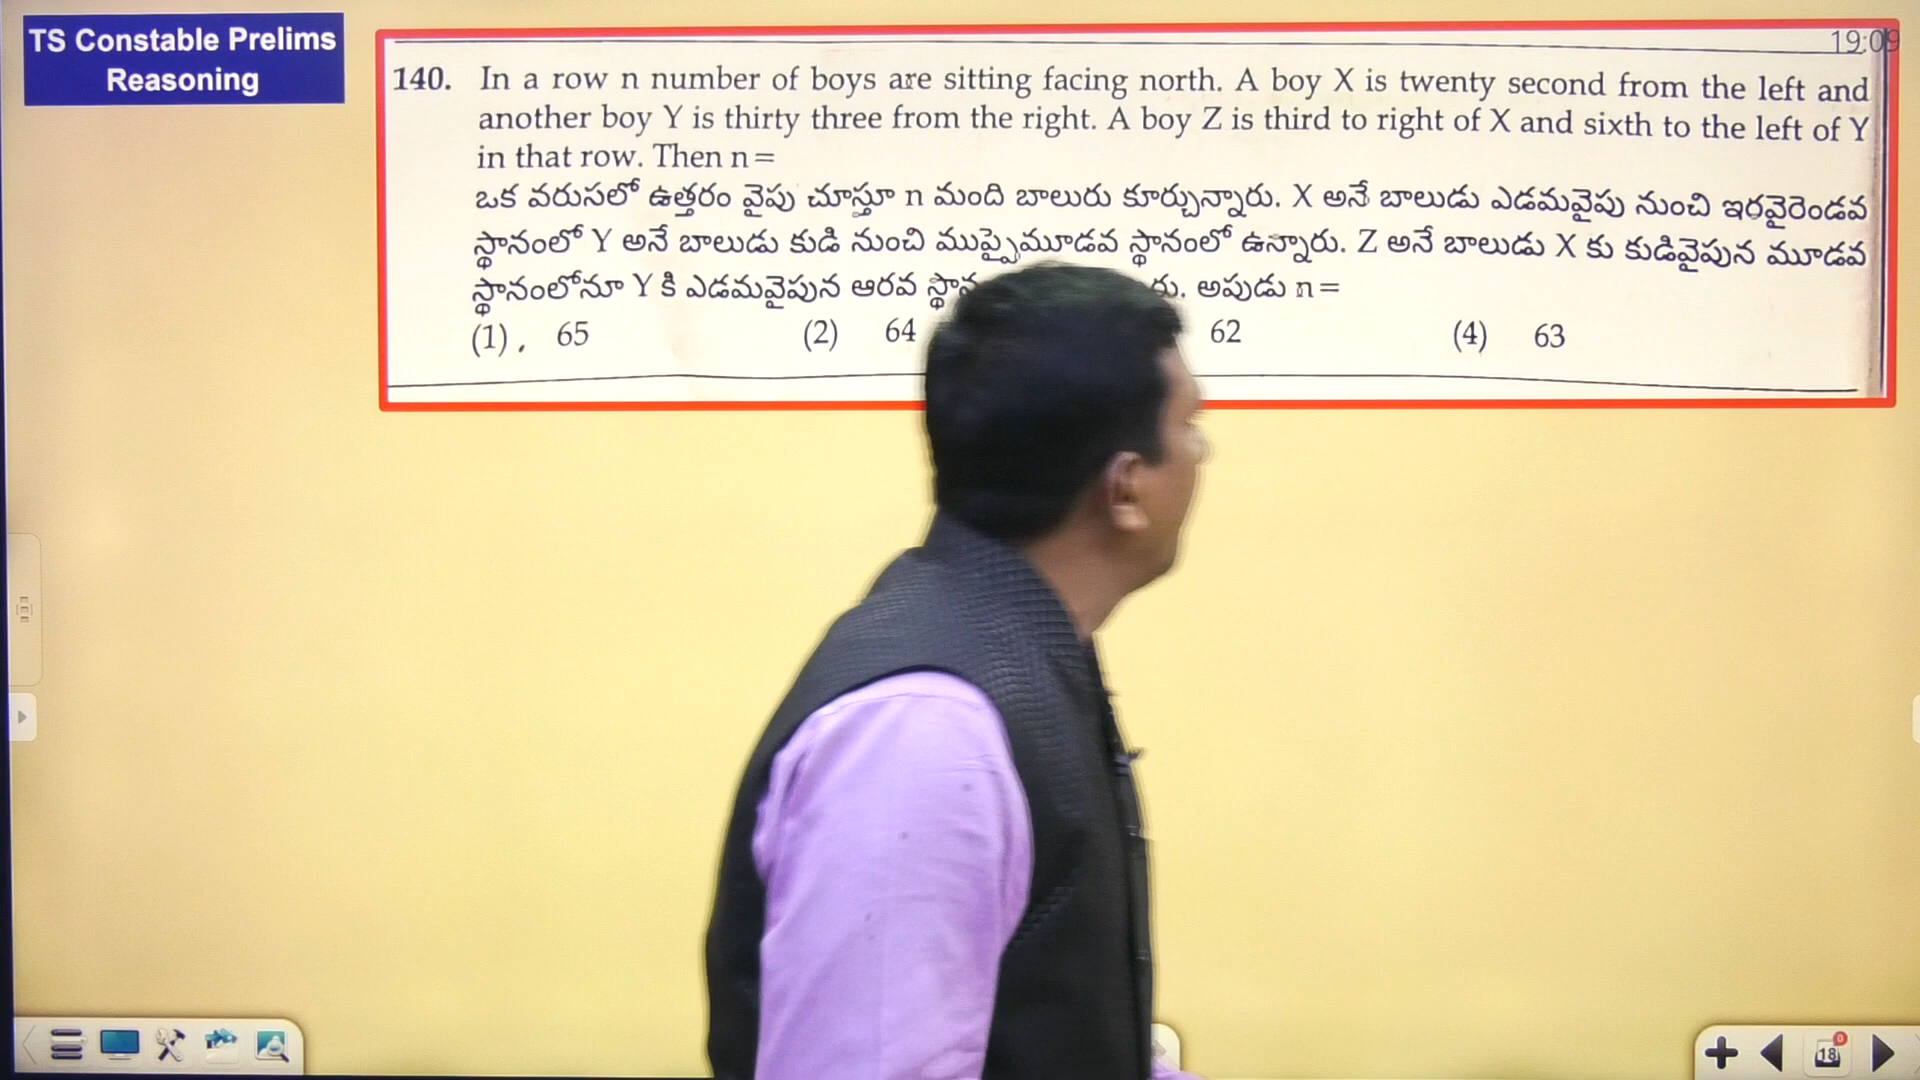 TS Constable Prelims
Reasoning
19:09
140. In a row n number of boys are sitting facing north. A boy X is twenty second from the left and
another boy Y is thirty three from the right. A boy Z is third to right of X and sixth to the left of Y
in that row. Then n=
ఒక వరుసలో ఉత్తరం వైపు చూస్తూ n మంది బాలురు కూర్చున్నారు. X అనే బాలుడు ఎడమవైపు నుంచి ఇరవైరెండవ
స్థానంలో Y అనే బాలుడు కుడి నుంచి ముప్పైమూడవ స్థానంలో ఉన్నారు. Z అనే బాలుడు X కు కుడివైపున మూడవ
స్థానంలోనూ Y కి ఎడమవైపున ఆరవ అపుడు n=
(1) . 65 (2) 64 62 (4) 63
18
0